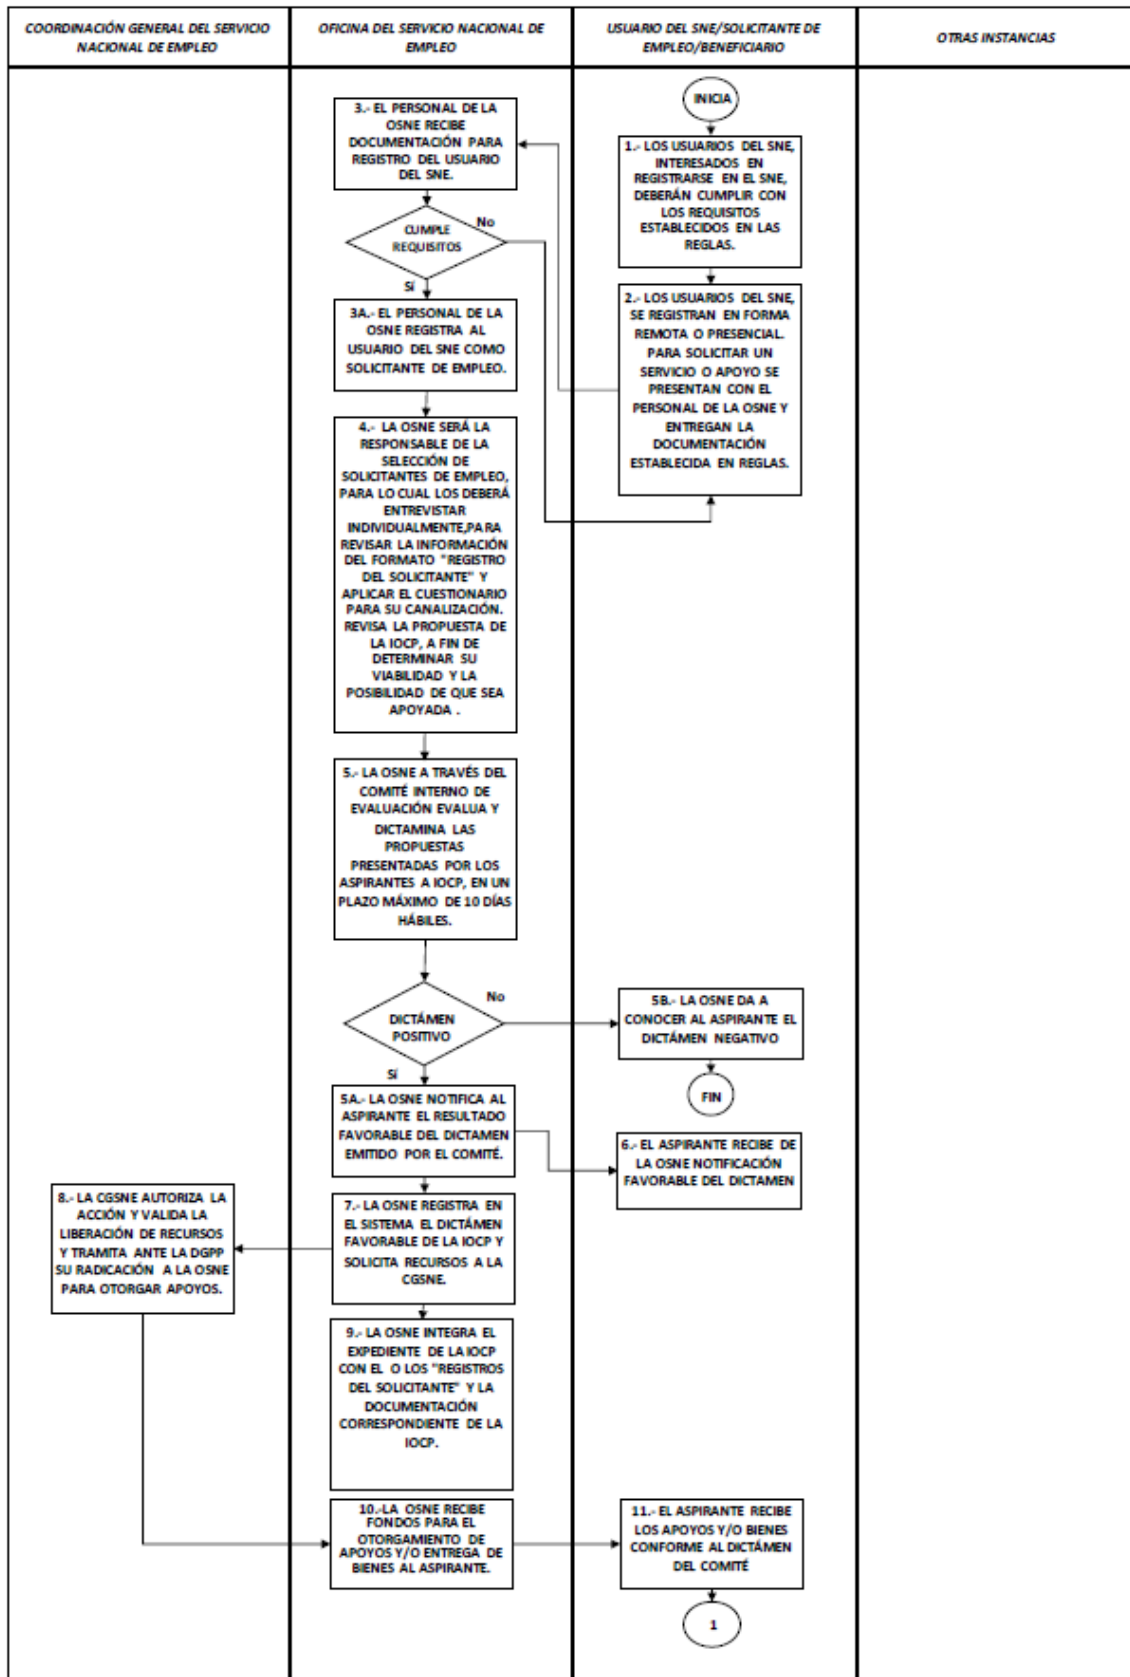 COORDINACIÓN GENERAL DEL SERVICIO
NACIONAL DE EMPLEO
OFICINA DEL SERVICIO NACIONAL DE
EMPLEO
USUARIO DEL SNE/SOLICITANTE DE
EMPLEO/BENEFICIARIO
OTRAS INSTANCIAS
INICIA
1.- LOS USUARIOS DEL SNE,
INTERESADOS EN
REGISTRARSE EN EL SNE,
DEBERÁN CUMPLIR CON
LOS REQUISITOS
ESTABLECIDOS EN LAS
REGLAS.
2.- LOS USUARIOS DEL SNE,
SE REGISTRAN EN FORMA
REMOTA O PRESENCIAL.
PARA SOLICITAR UN
SERVICIO O APOYO SE
PRESENTAN CON EL
PERSONAL DE LA OSNE Y
ENTREGAN LA
DOCUMENTACIÓN
ESTABLECIDA EN REGLAS.
3.- EL PERSONAL DE LA
OSNE RECIBE
DOCUMENTACIÓN PARA
REGISTRO DEL USUARIO
DEL SNE.
CUMPLE
REQUISITOS
No
Sí
3A.- EL PERSONAL DE LA
OSNE REGISTRA AL
USUARIO DEL SNE COMO
SOLICITANTE DE EMPLEO.
4.- LA OSNE SERÁ LA
RESPONSABLE DE LA
SELECCIÓN DE
SOLICITANTES DE EMPLEO,
PARA LO CUAL LOS DEBERÁ
ENTREVISTAR
INDIVIDUALMENTE,PARA
REVISAR LA INFORMACIÓN
DEL FORMATO "REGISTRO
DEL SOLICITANTE" Y
APLICAR EL CUESTIONARIO
PARA SU CANALIZACIÓN.
REVISA LA PROPUESTA DE
LA IOCP, A FIN DE
DETERMINAR SU
VIABILIDAD Y LA
POSIBILIDAD DE QUE SEA
APOYADA .
5.- LA OSNE A TRAVÉS DEL
COMITÉ INTERNO DE
EVALUACIÓN EVALUA Y
DICTAMINA LAS
PROPUESTAS
PRESENTADAS POR LOS
ASPIRANTES A IOCP, EN UN
PLAZO MÁXIMO DE 10 DÍAS
HÁBILES.
DICTÁMEN
POSITIVO
No
Sí
5B.- LA OSNE DA A
CONOCER AL ASPIRANTE EL
DICTÁMEN NEGATIVO
FIN
5A.- LA OSNE NOTIFICA AL
ASPIRANTE EL RESULTADO
FAVORABLE DEL DICTAMEN
EMITIDO POR EL COMITÉ.
6.- EL ASPIRANTE RECIBE DE
LA OSNE NOTIFICACIÓN
FAVORABLE DEL DICTAMEN
7.- LA OSNE REGISTRA EN
EL SISTEMA EL DICTÁMEN
FAVORABLE DE LA IOCP Y
SOLICITA RECURSOS A LA
CGSNE.
8.- LA CGSNE AUTORIZA LA
ACCIÓN Y VALIDA LA
LIBERACIÓN DE RECURSOS
Y TRAMITA ANTE LA DGPP
SU RADICACIÓN A LA OSNE
PARA OTORGAR APOYOS.
9.- LA OSNE INTEGRA EL
EXPEDIENTE DE LA IOCP
CON EL O LOS "REGISTROS
DEL SOLICITANTE" Y LA
DOCUMENTACIÓN
CORRESPONDIENTE DE LA
IOCP.
10.-LA OSNE RECIBE
FONDOS PARA EL
OTORGAMIENTO DE
APOYOS Y/O ENTREGA DE
BIENES AL ASPIRANTE.
11.- EL ASPIRANTE RECIBE
LOS APOYOS Y/O BIENES
CONFORME AL DICTÁMEN
DEL COMITÉ
1